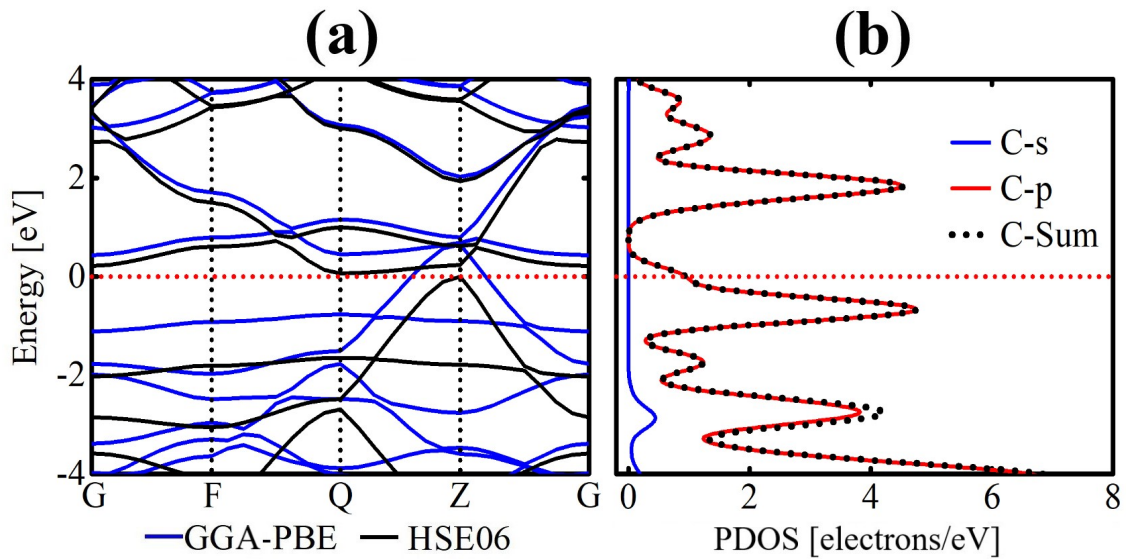 (a)
(b)
Energy [eV]
4
2
0
-2
-4
G F Q Z G
GGA-PBE HSE06
C-s
C-p
C-Sum
0 2 4 6 8
PDOS [electrons/eV]